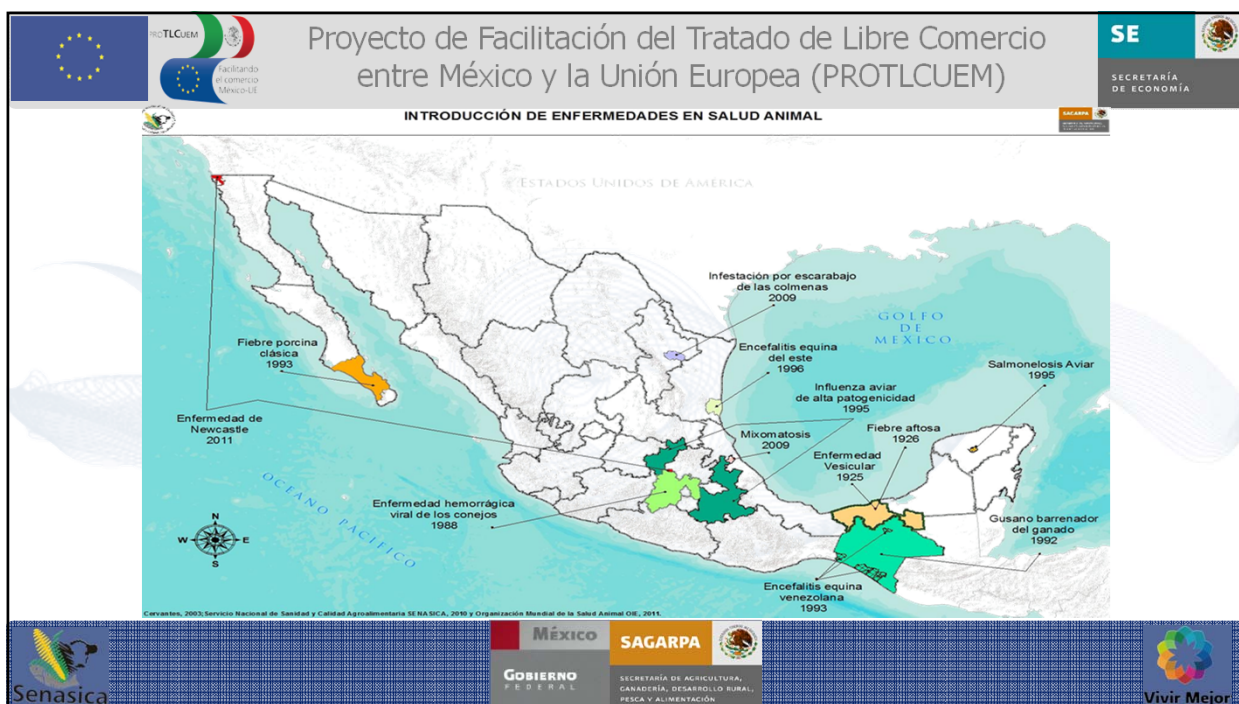 PROTLCUEM
Facilitando
el comercio
México-UE
Proyecto de Facilitación del Tratado de Libre Comercio
entre México y la Unión Europea (PROTLCUEM)
SE
SECRETARÍA
DE ECONOMÍA
INTRODUCCIÓN DE ENFERMEDADES EN SALUD ANIMAL
SAGARPA
ESTADOS UNIDOS DE AMÉRICA
Infestación por escarabajo
de las colmenas
2009
GOLFO
DE
MÉXICO
Fiebre porcina
clásica
1993
Encefalitis equina
del este
1996
Salmonelosis Aviar
1995
Influenza aviar
de alta patogenicidad
1995
Enfermedad de
Newcastle
2011
Mixomatosis
2009
Fiebre aftosa
1926
Enfermedad
Vesicular
1925
OCÉANO PACÍFICO
Enfermedad hemorrágica
viral de los conejos
1988
Gusano barrenador
del ganado
1992
N
W
E
S
Encefalitis equina
venezolana
1993
Cervantes, 2003; Servicio Nacional de Sanidad y Calidad Agroalimentaria SENASICA, 2010 y Organización Mundial de la Salud Animal OIE, 2011.
Senasica
MÉXICO
GOBIERNO
FEDERAL
SAGARPA
SECRETARÍA DE AGRICULTURA,
GANADERÍA, DESARROLLO RURAL,
PESCA Y ALIMENTACIÓN
Vivir Mejor